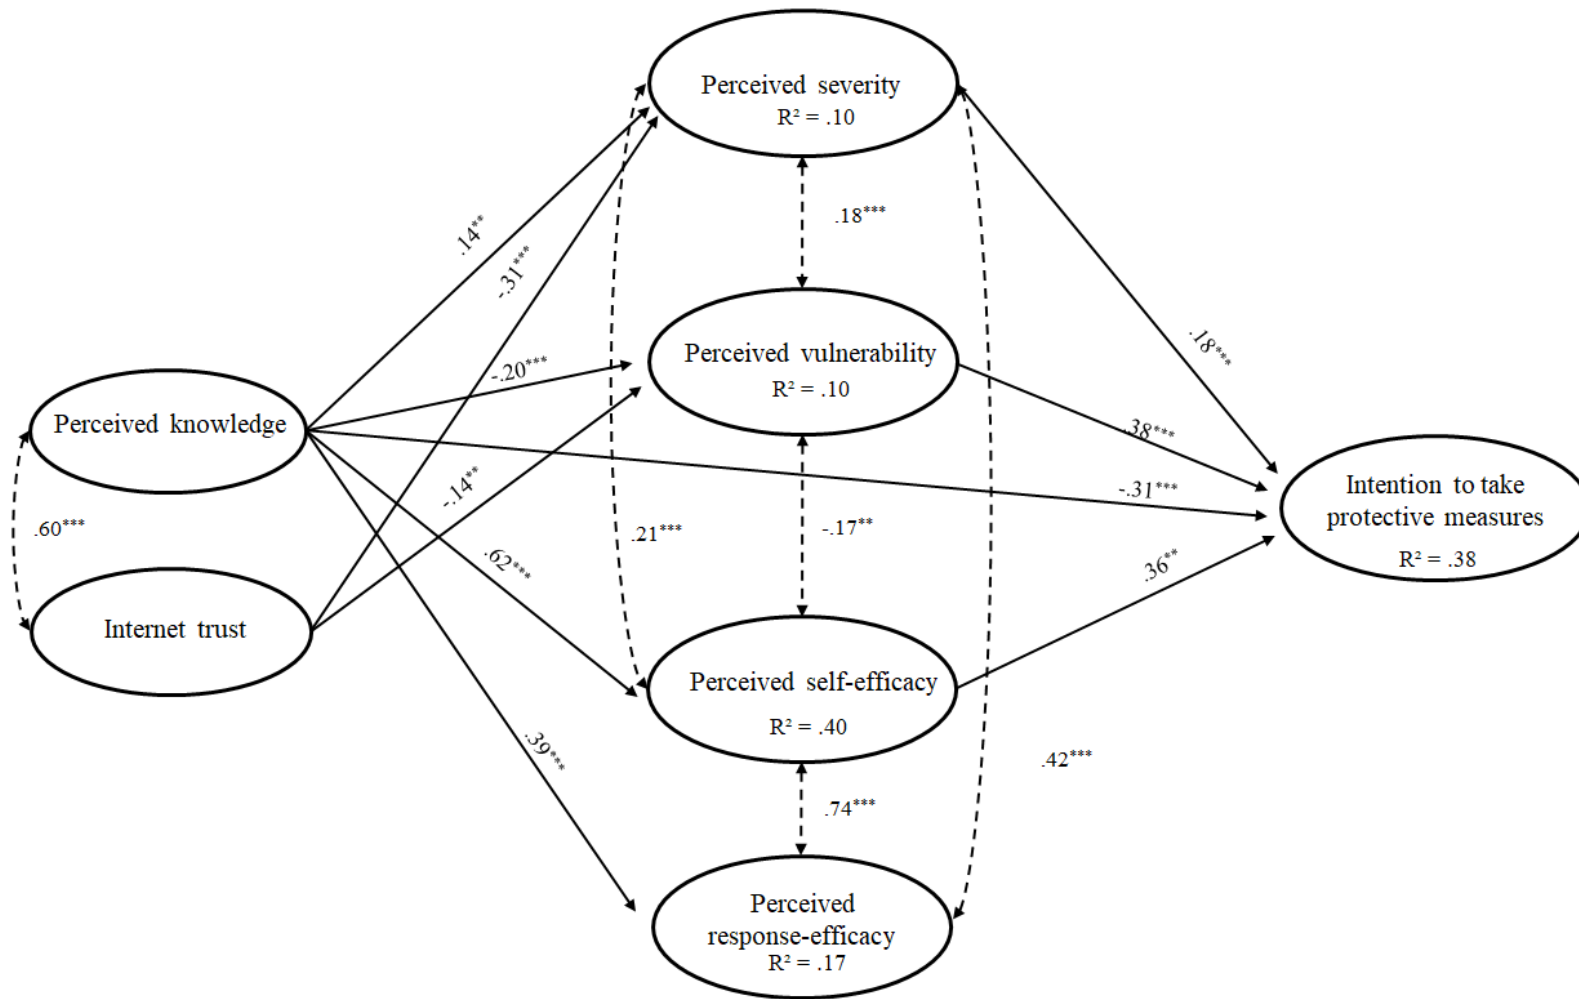 Perceived severity
R² = .10
.14**
-.31***
.18***
.18***
Perceived vulnerability
R² = .10
-.20***
.38***
Perceived knowledge
-.14**
-.31***
Intention to take
protective measures
R² = .38
.60***
.62***
.21***
-.17**
.36**
Internet trust
Perceived self-efficacy
R² = .40
.39***
.42***
.74***
Perceived
response-efficacy
R² = .17